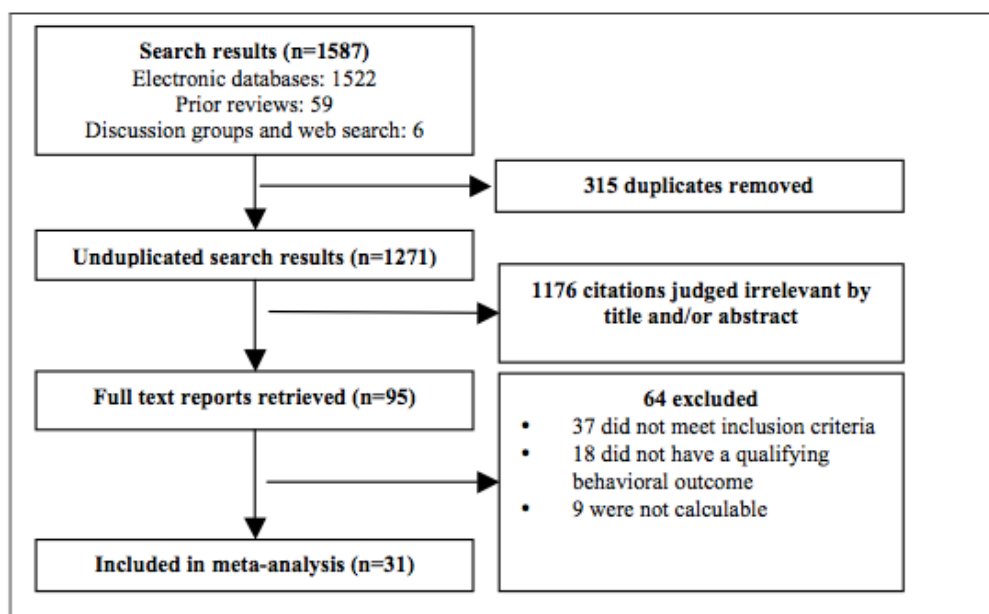 Search results (n=1587)
Electronic databases: 1522
Prior reviews: 59
Discussion groups and web search: 6
315 duplicates removed
Unduplicated search results (n=1271)
1176 citations judged irrelevant by
title and/or abstract
Full text reports retrieved (n=95)
64 excluded
• 37 did not meet inclusion criteria
• 18 did not have a qualifying
behavioral outcome
• 9 were not calculable
Included in meta-analysis (n=31)